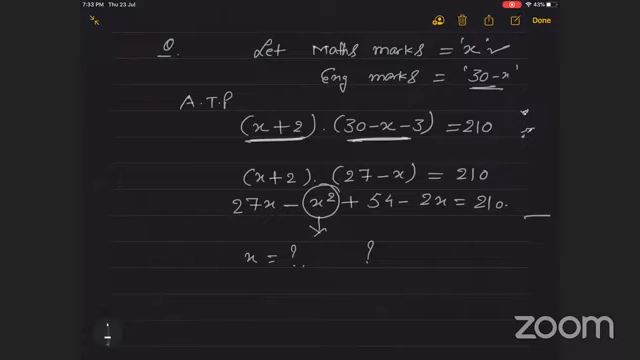 7:33 PM Thu 23 Jul
Done
Q. Let Maths marks = 'x' ✓
Eng marks = '30-x'
A.T.P
(x+2) . (30-x-3) = 210
(x+2) . (27-x) = 210
27x - x² + 54 - 2x = 210.
x = ? ?
zoom